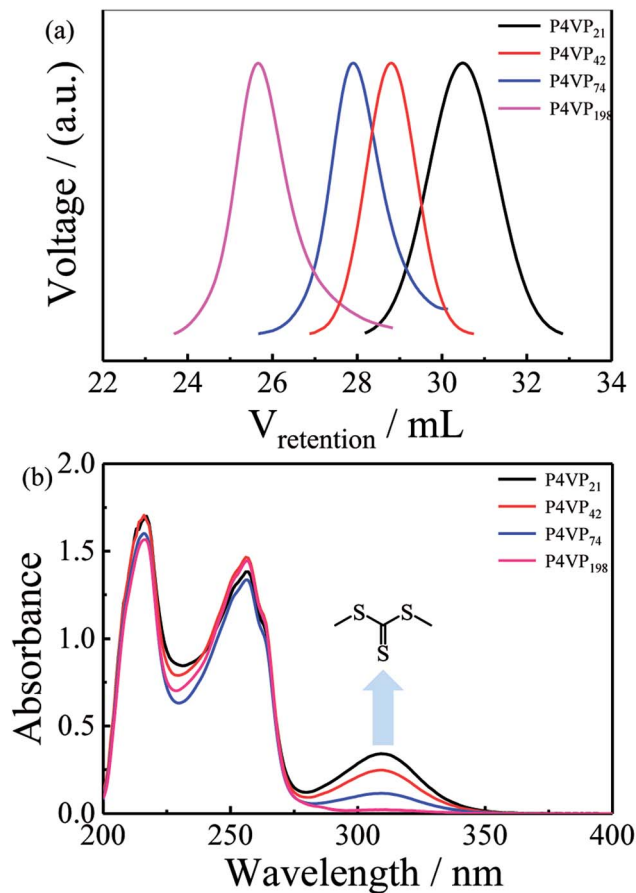 (a)
P4VP21
P4VP42
P4VP74
P4VP198
Voltage / (a.u.)
22 24 26 28 30 32 34
Vretention / mL
(b)
P4VP21
P4VP42
P4VP74
P4VP198
S S
S
Absorbance
2.0
1.5
1.0
0.5
0.0
200 250 300 350 400
Wavelength / nm